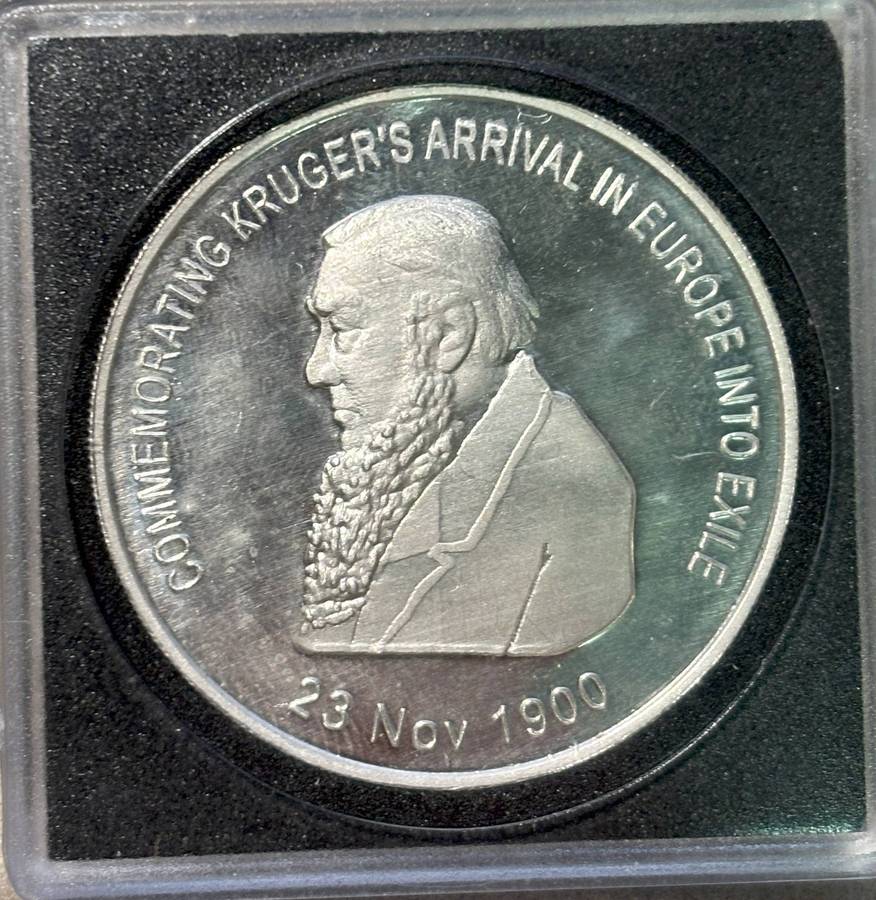 COMMEMORATING KRUGER'S ARRIVAL IN EUROPE INTO EXILE
23 Nov 1900